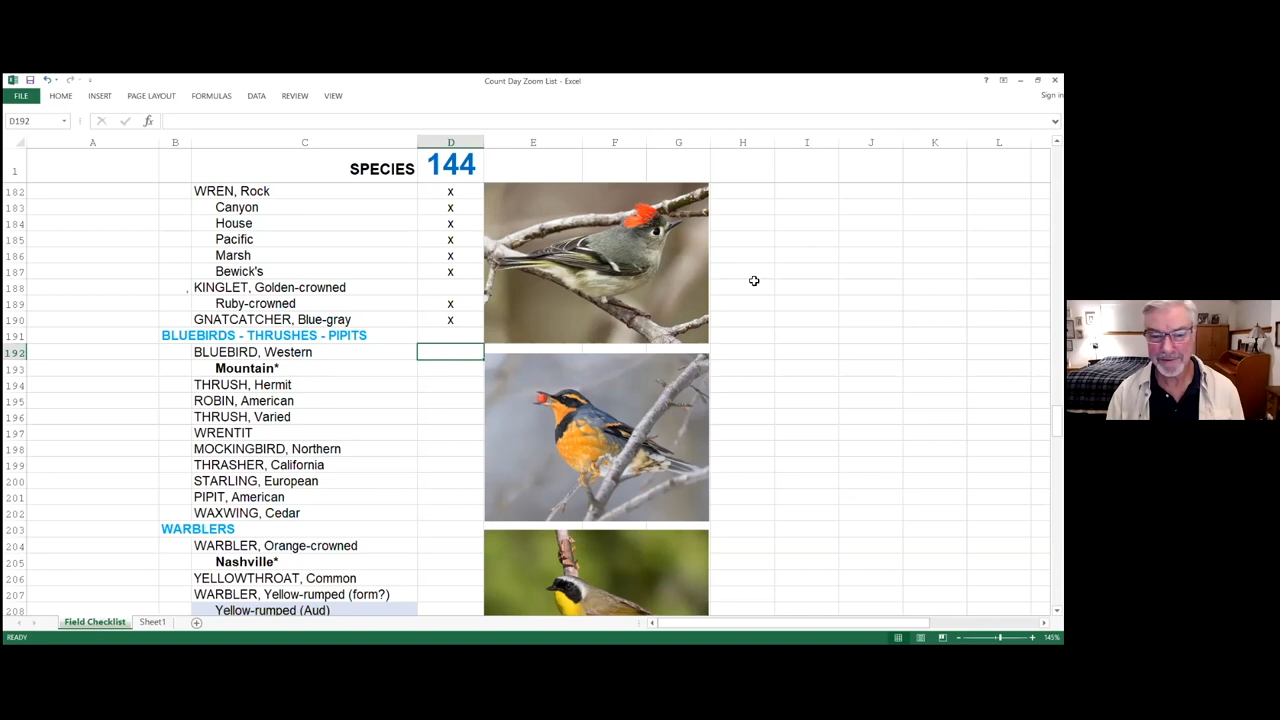 Count Day Zoom List - Excel
FILE HOME INSERT PAGE LAYOUT FORMULAS DATA REVIEW VIEW Sign in
D192 fx
A B C D E F G H I J K L
1 SPECIES 144
182 WREN, Rock x
183 Canyon x
184 House x
185 Pacific x
186 Marsh x
187 Bewick's x
188 , KINGLET, Golden-crowned
189 Ruby-crowned x
190 GNATCATCHER, Blue-gray x
191 BLUEBIRDS - THRUSHES - PIPITS
192 BLUEBIRD, Western
193 Mountain*
194 THRUSH, Hermit
195 ROBIN, American
196 THRUSH, Varied
197 WRENTIT
198 MOCKINGBIRD, Northern
199 THRASHER, California
200 STARLING, European
201 PIPIT, American
202 WAXWING, Cedar
203 WARBLERS
204 WARBLER, Orange-crowned
205 Nashville*
206 YELLOWTHROAT, Common
207 WARBLER, Yellow-rumped (form?)
208 Yellow-rumped (Aud)
Field Checklist Sheet1
READY 145%